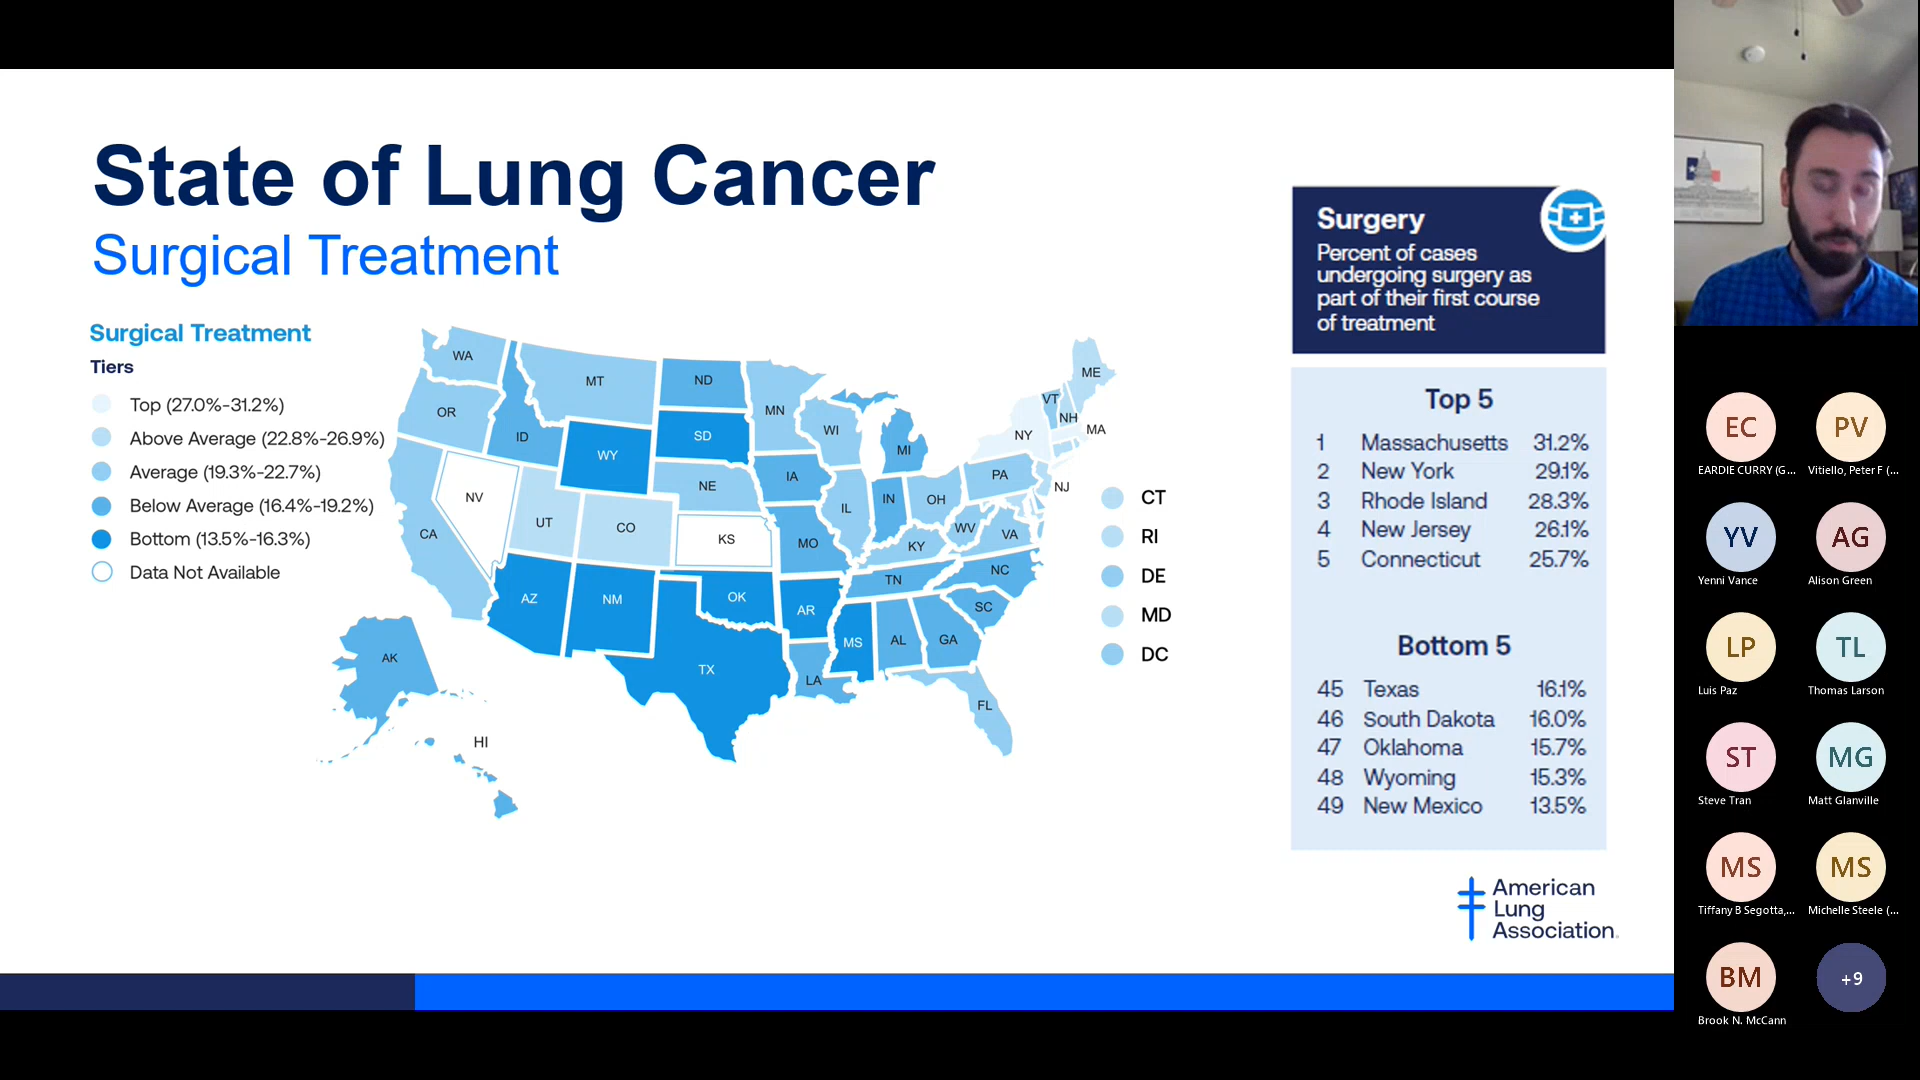 State of Lung Cancer
Surgical Treatment
Surgical Treatment
Tiers
Top (27.0%-31.2%)
Above Average (22.8%-26.9%)
Average (19.3%-22.7%)
Below Average (16.4%-19.2%)
Bottom (13.5%-16.3%)
Data Not Available
WA
MT
ND
MN
OR
ID
WY
SD
WI
MI
NY
VT
NH
ME
MA
NV
UT
CO
NE
IA
IL
IN
OH
PA
NJ
CA
KS
MO
KY
WV
VA
AZ
NM
OK
AR
TN
NC
SC
TX
LA
MS
AL
GA
FL
AK
HI
CT
RI
DE
MD
DC
Surgery
Percent of cases
undergoing surgery as
part of their first course
of treatment
Top 5
1 Massachusetts 31.2%
2 New York 29.1%
3 Rhode Island 28.3%
4 New Jersey 26.1%
5 Connecticut 25.7%
Bottom 5
45 Texas 16.1%
46 South Dakota 16.0%
47 Oklahoma 15.7%
48 Wyoming 15.3%
49 New Mexico 13.5%
American
Lung
Association.
EC
EARDIE CURRY (G...
PV
Vitiello, Peter F (...
YV
Yenni Vance
AG
Alison Green
LP
Luis Paz
TL
Thomas Larson
ST
Steve Tran
MG
Matt Glanville
MS
Tiffany B Segotta,...
MS
Michelle Steele (...
BM
Brook N. McCann
+9